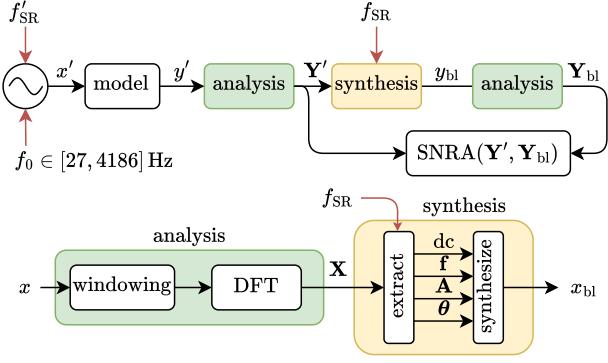 f′SR
fSR
x′
model
y′
analysis
Y′
synthesis
ybl
analysis
Ybl
f0 ∈ [27, 4186] Hz
SNRA(Y′, Ybl)
analysis
fSR
synthesis
x
windowing
DFT
X
extract
dc
f
A
θ
synthesize
xbl